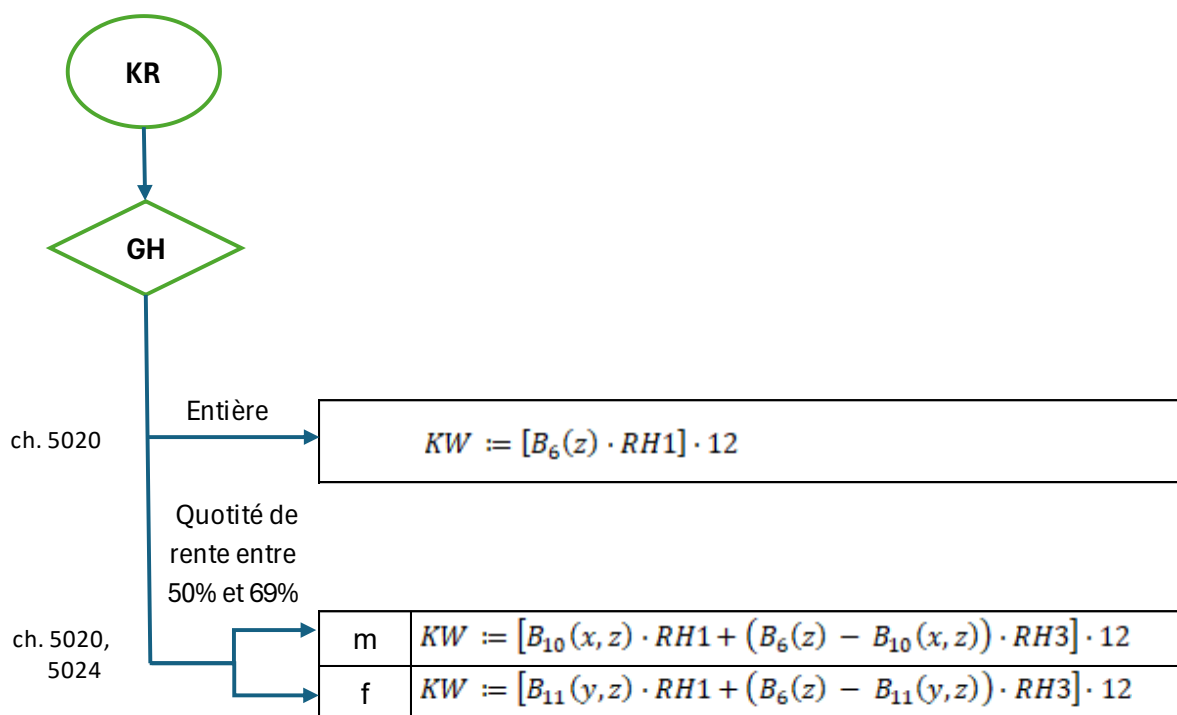 KR
GH
Entière
ch. 5020
KW := [B₆(z) · RH1] · 12
Quotité de
rente entre
50% et 69%
ch. 5020,
5024
m
KW := [B₁₀(x, z) · RH1 + (B₆(z) − B₁₀(x, z)) · RH3] · 12
f
KW := [B₁₁(y, z) · RH1 + (B₆(z) − B₁₁(y, z)) · RH3] · 12